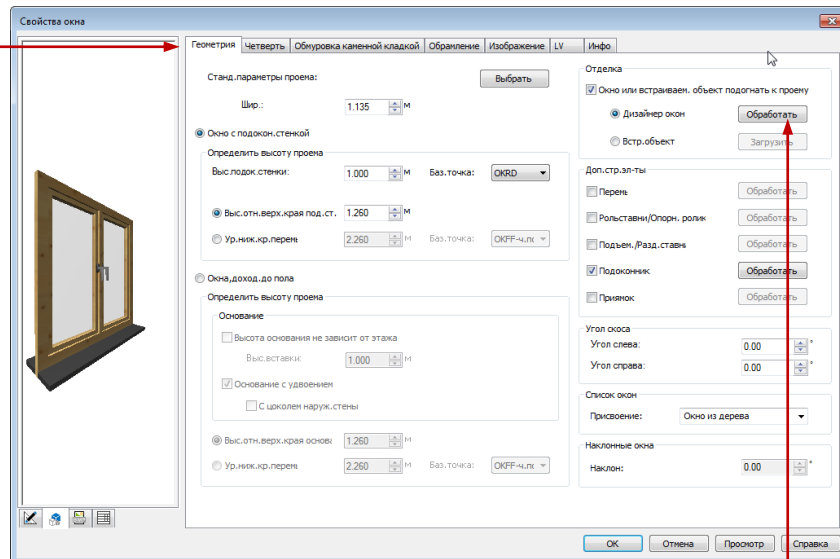 Свойства окна
Геометрия Четверть Обмуровка каменной кладкой Обрамление Изображение LV Инфо
Станд.параметры проема: Выбрать
Шир.: 1.135 м
Окно с подокон.стенкой
Определить высоту проема
Выс.подок.стенки: 1.000 м Баз.точка: OKRD
Выс.отн.верх.края под.ст. 1.260 м
Ур.ниж.кр.перем 2.260 м Баз.точка: OKFF-ч.пс
Окна,доход.до пола
Определить высоту проема
Основание
Высота основания не зависит от этажа
Выс.вставки: 1.000 м
Основание с удвоением
С цоколем наруж.стены
Выс.отн.верх.края основа 1.260 м
Ур.ниж.кр.перем 2.260 м Баз.точка: OKFF-ч.пс
Отделка
Окно или встраиваем. объект подогнать к проему
Дизайнер окон Обработать
Встр.объект Загрузить
Доп.стр.эл-ты
Перем Обработать
Рольставни/Опорн. ролик Обработать
Подъем./Разд.ставни Обработать
Подоконник Обработать
Приямок Обработать
Угол скоса
Угол слева: 0.00 °
Угол справа: 0.00 °
Список окон
Присвоение: Окно из дерева
Наклонные окна
Наклон: 0.00 °
OK Отмена Просмотр Справка